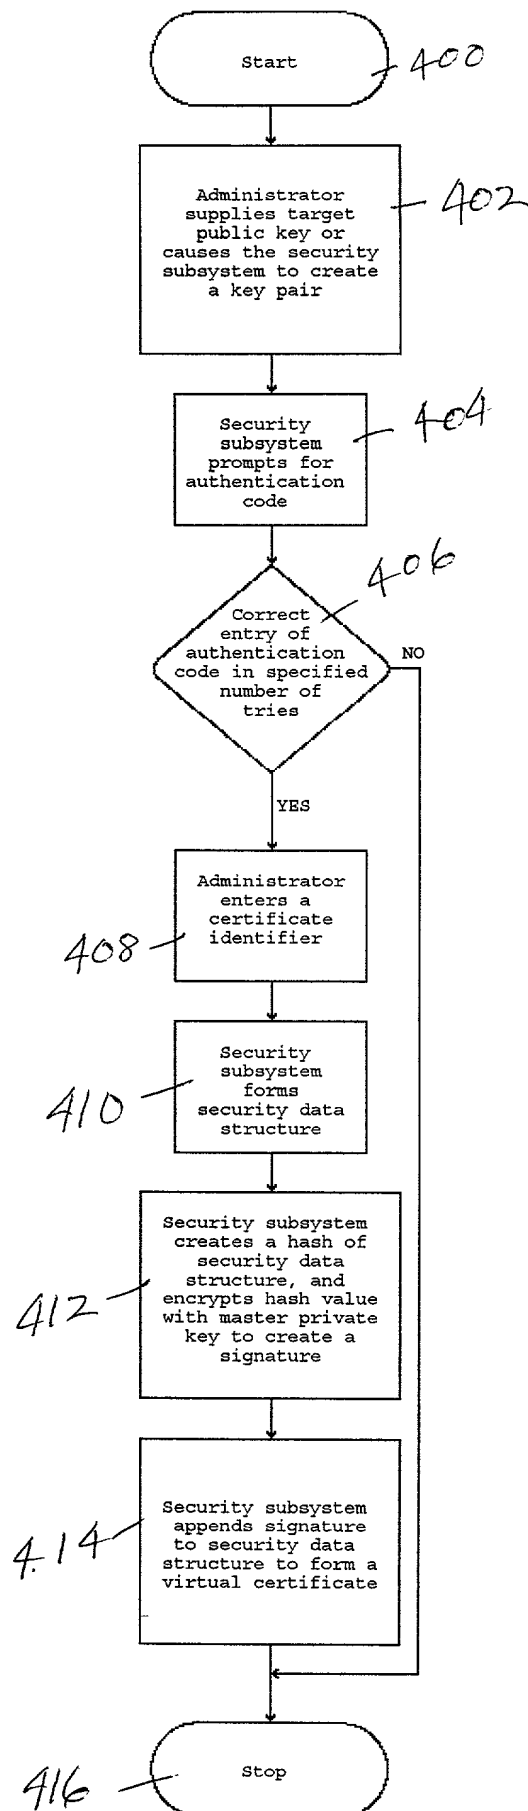 Start
400
Administrator
supplies target
public key or
causes the security
subsystem to create
a key pair
402
Security
subsystem
prompts for
authentication
code
404
406
Correct
entry of
authentication
code in specified
number of
tries
NO
YES
Administrator
enters a
certificate
identifier
408
Security
subsystem
forms
security data
structure
410
Security subsystem
creates a hash of
security data
structure, and
encrypts hash value
with master private
key to create a
signature
412
Security subsystem
appends signature
to security data
structure to form a
virtual certificate
414
Stop
416